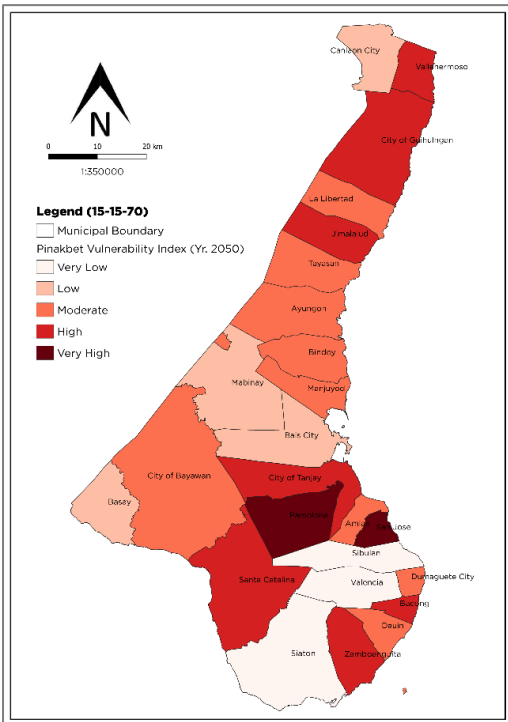 Canlaon City
Vallehermoso
City of Guihulngan
N
0 10 20 km
1:350000
La Libertad
Legend (15-15-70)
Municipal Boundary
Jimalalud
Pinakbet Vulnerability Index (Yr. 2050)
Tayasan
Very Low
Low
Moderate
High
Very High
Ayungon
Bindoy
Mabinay
Manjuyod
Bais City
City of Bayawan
City of Tanjay
Basay
Pamplona
Amlan
San Jose
Sibulan
Santa Catalina
Valencia
Dumaguete City
Bacong
Dauin
Siaton
Zamboanguita